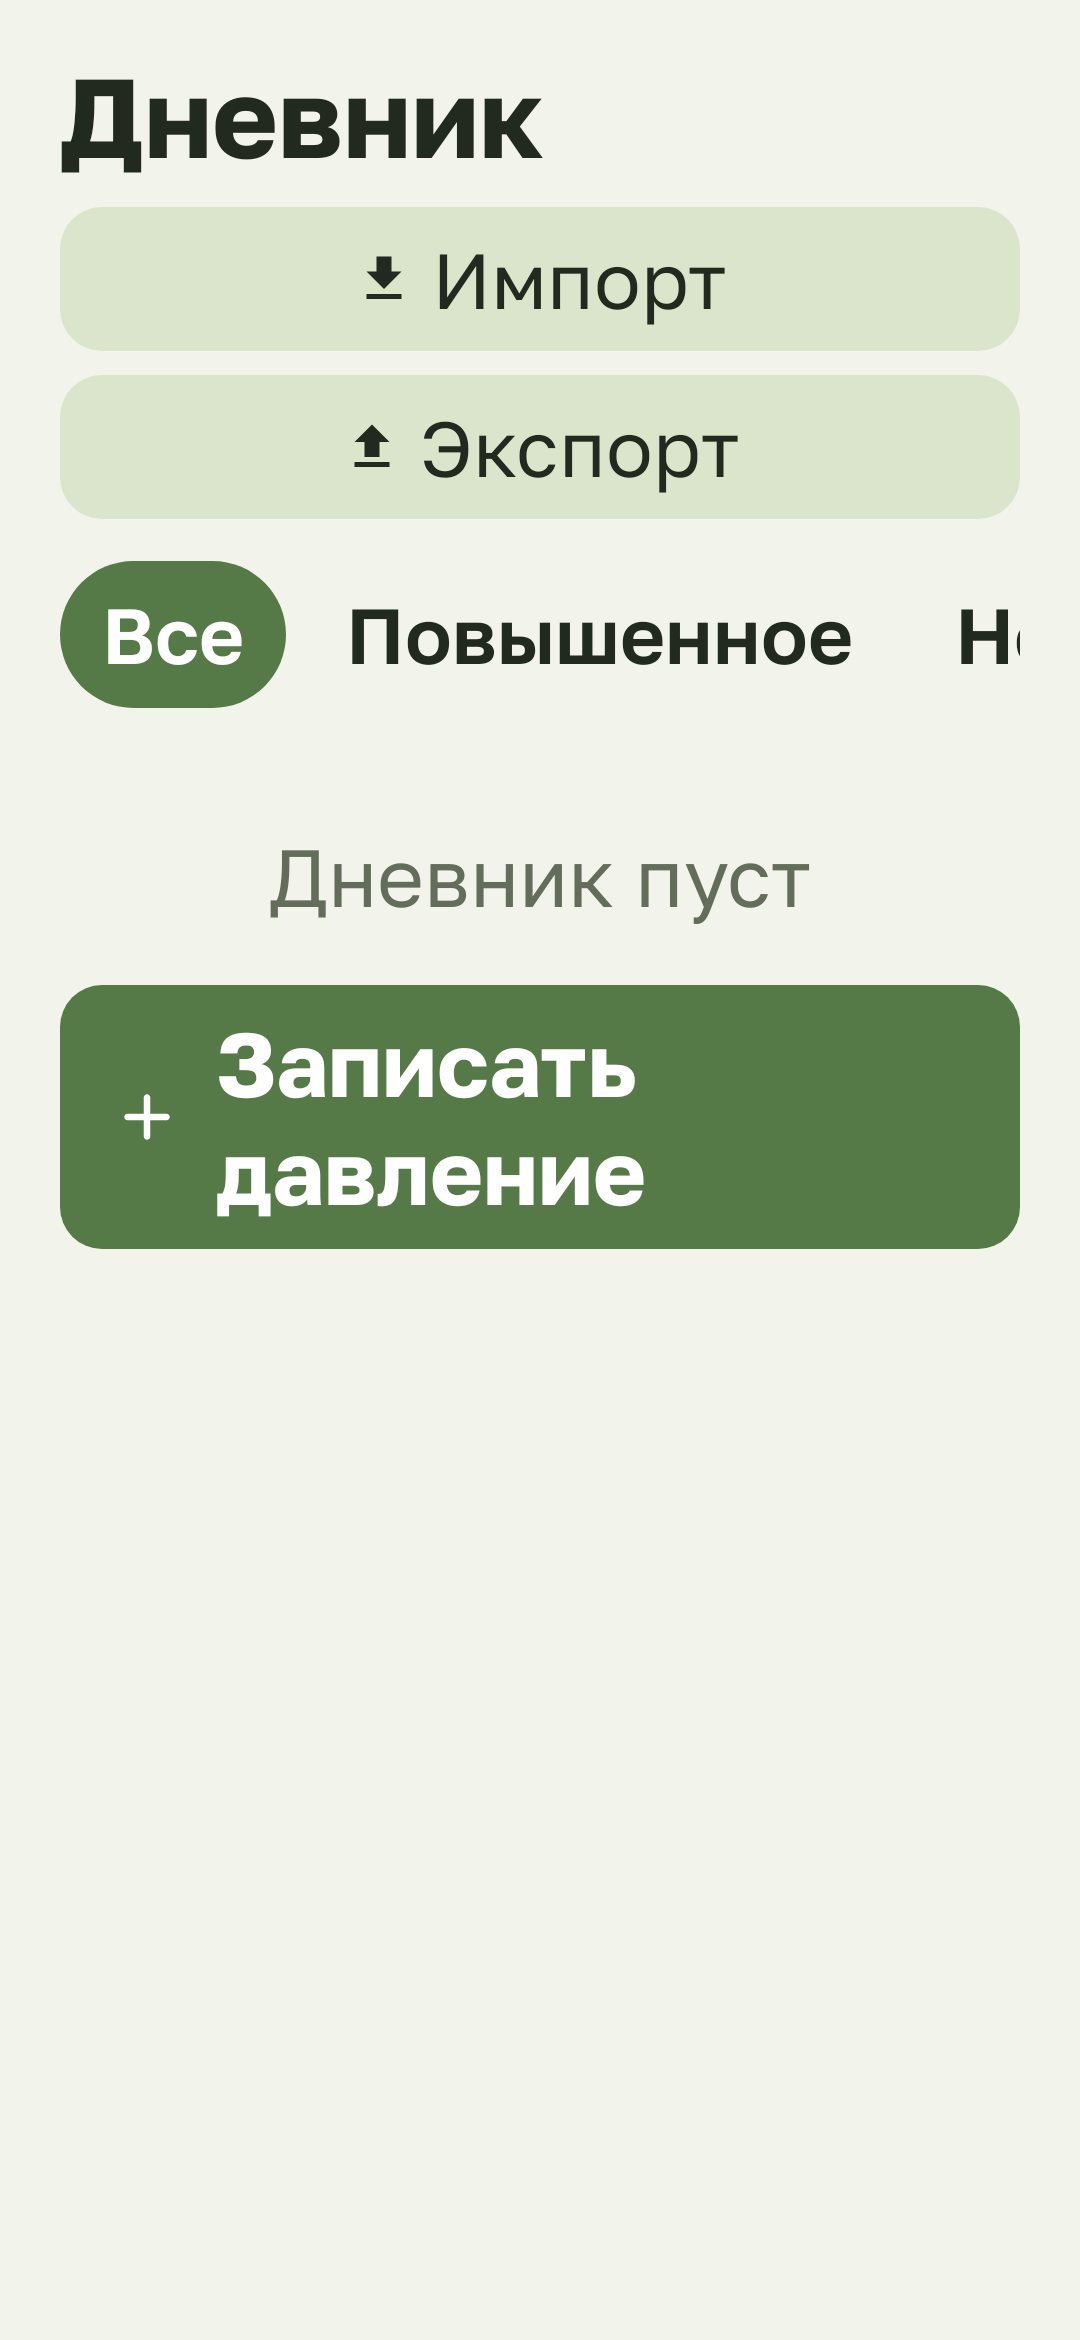 Дневник
Импорт
Экспорт
Все Повышенное
Дневник пуст
Записать
давление